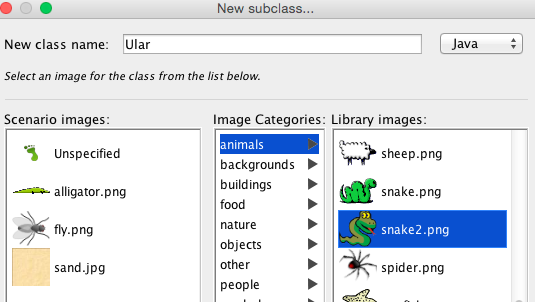 New subclass...
New class name: Ular Java
Select an image for the class from the list below.
Scenario images: Image Categories: Library images:
Unspecified
alligator.png
fly.png
sand.jpg
animals
backgrounds
buildings
food
nature
objects
other
people
sheep.png
snake.png
snake2.png
spider.png